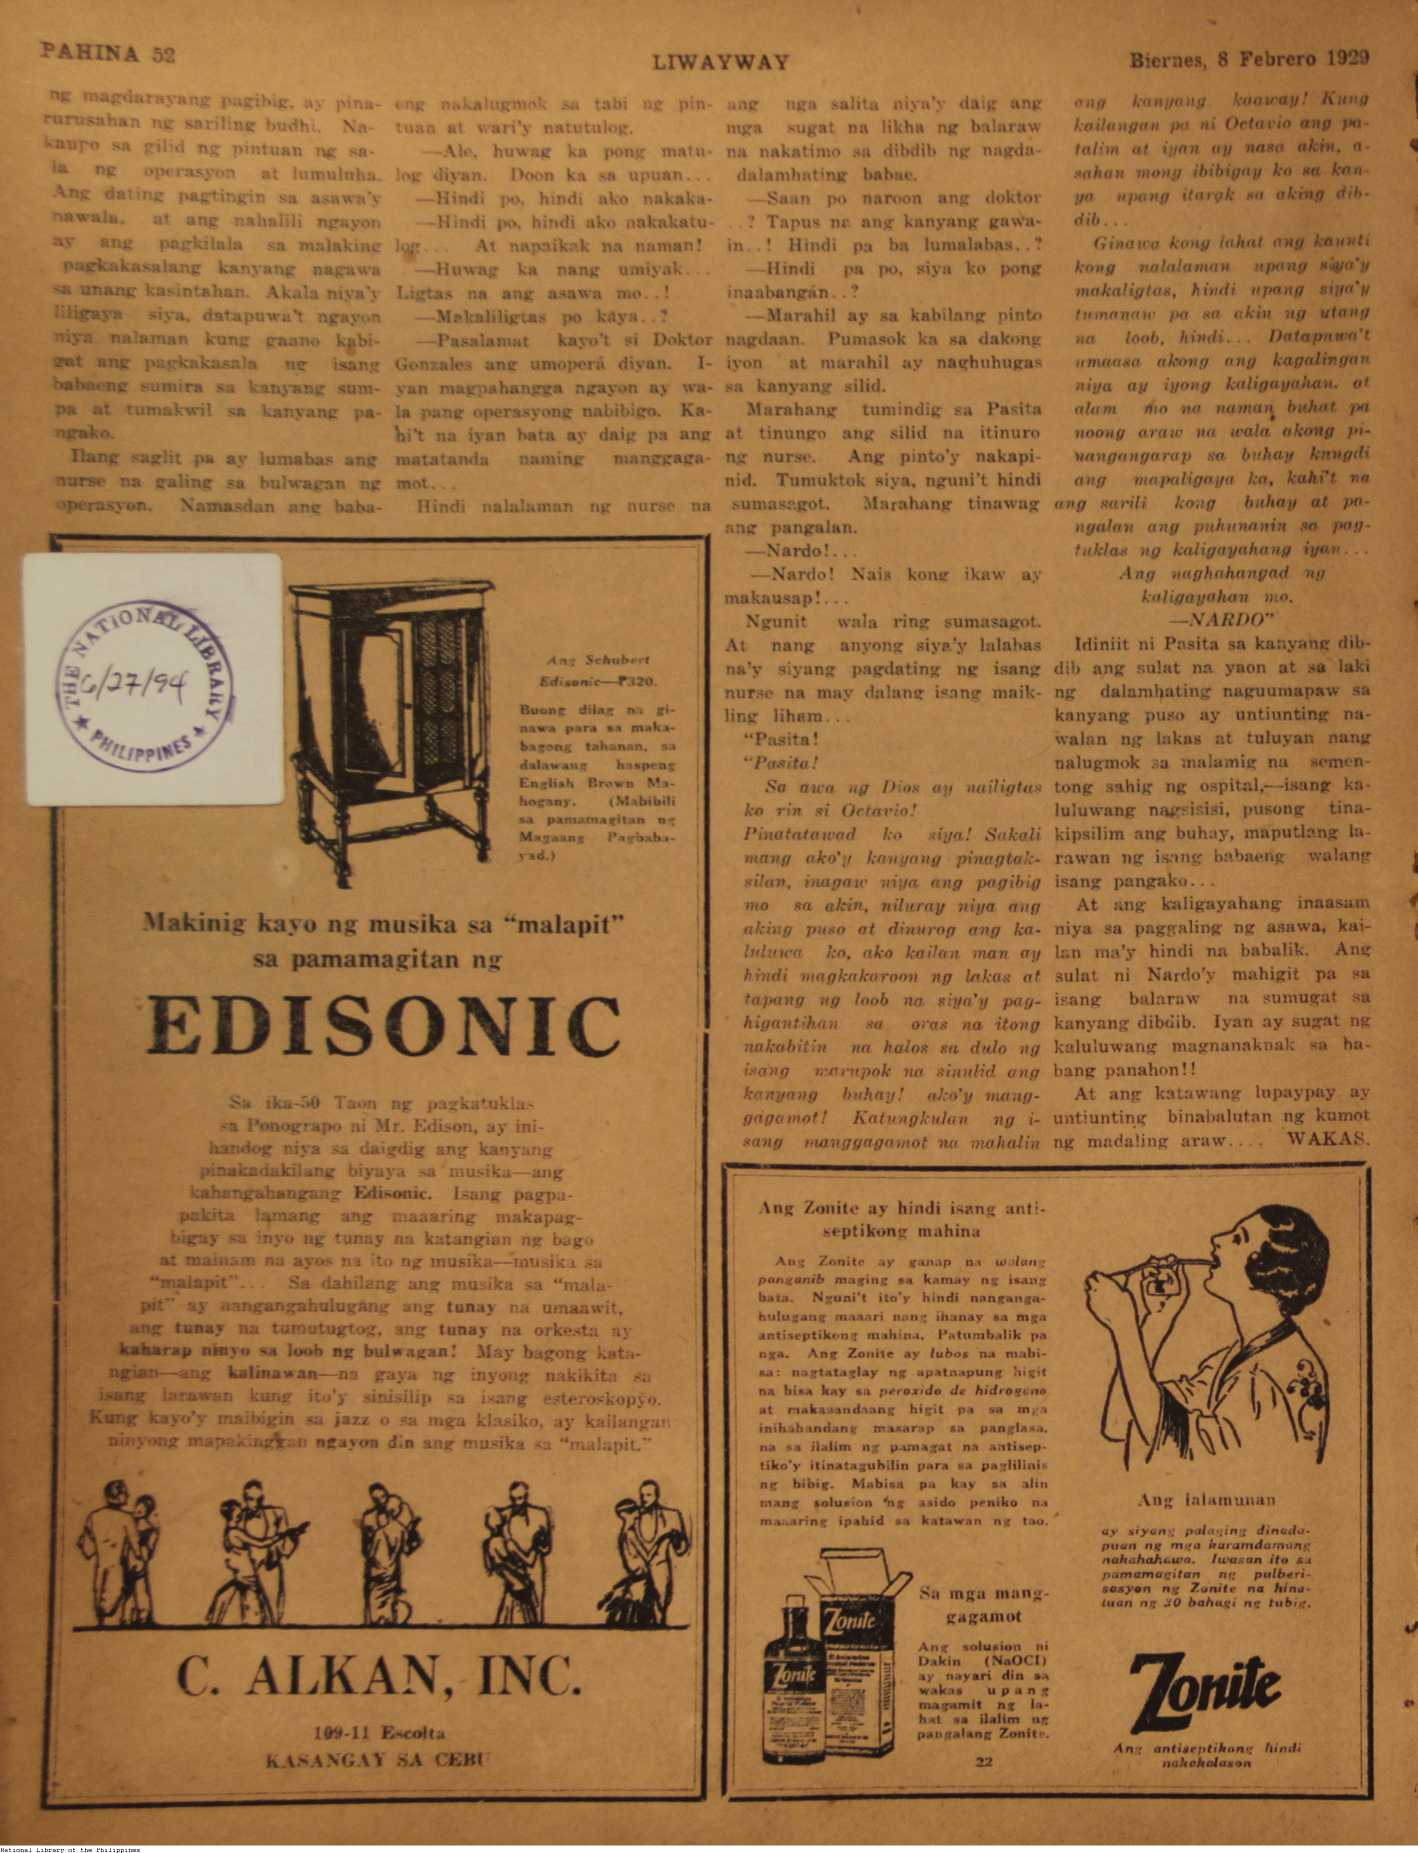 PAHINA 52
LIWAYWAY
Biernes, 8 Febrero 1929
ng magdarayang pagibig, ay pina-
rurusahan ng sariling budhi. Na-
kaupo sa gilid ng pintuan ng sa-
la ng operasyon at lumuluha.
Ang dating pagtingin sa asawa'y
nawala, at ang nahalili ngayon
ay ang pagkilala sa malaking
pagkakasalang kanyang nagawa
sa unang kasintahan. Akala niya'y
liligaya siya, datapuwa't ngayon
niya nalaman kung gaano kabi-
gat ang pagkakasala ng isang
babaeng sumira sa kanyang sum-
pa at tumakwil sa kanyang pa-
ngako.
Ilang saglit pa ay lumabas ang
nurse na galing sa bulwagan ng
operasyon. Namasdan ang baba-
eng nakalugmok sa tabi ng pin-
tuan at wari'y natutulog.
—Ale, huwag ka pong matu-
log diyan. Doon ka sa upuan...
—Hindi po, hindi ako nakaka-
—Hindi po, hindi ako nakakatu-
log... At napaikak na naman!
—Huwag ka nang umiyak...
Ligtas na ang asawa mo..!
—Makaliligtas po kaya..?
—Pasalamat kayo't si Doktor
Gonzales ang umoperá diyan. I-
yan magpahangga ngayon ay wa-
la pang operasyong nabibigo. Ka-
hi't na iyan bata ay daig pa ang
matatanda naming manggaga-
mot...
Hindi nalalaman ng nurse na
ang nga salita niya'y daig ang
mga sugat na likha ng balaraw
na nakatimo sa dibdib ng nagda-
dalamhating babae.
—Saan po naroon ang doktor
..? Tapus na ang kanyang gawa-
in..! Hindi pa ba lumalabas..?
—Hindi pa po, siya ko pong
inaabangán..?
—Marahil ay sa kabilang pinto
nagdaan. Pumasok ka sa dakong
iyon at marahil ay naghuhugas
sa kanyang silid.
Marahang tumindig sa Pasita
at tinungo ang silid na itinuro
ng nurse. Ang pinto'y nakapi-
nid. Tumuktok siya, nguni't hindi
sumasagot. Marahang tinawag
ang pangalan.
—Nardo!...
—Nardo! Nais kong ikaw ay
makausap!...
Ngunit wala ring sumasagot.
At nang anyong siya'y lalabas
na'y siyang pagdating ng isang
nurse na may dalang isang maik-
ling liham...
“Pasita!
“Pasita!
Sa awa ng Dios ay nailigtas
ko rin si Octavio!
Pinatatawad ko siya! Sakali
mang ako'y kanyang pinagtak-
silan, inagaw niya ang pagibig
mo sa akin, niluray niya ang
aking puso at dinurog ang ka-
luluwa ko, ako kailan man ay
hindi magkakaroon ng lakas at
tapang ng loob na siya'y pag-
higantihan sa oras na itong
nakabitin na halos sa dulo ng
isang marupok na sinulid ang
kanyang buhay! ako'y mang-
gagamot! Katungkulan ng i-
sang manggagamot na mahalin
ang kanyang kaaway! Kung
kailangan pa ni Octavio ang pa-
talim at iyan ay nasa akin, a-
sahan mong ibibigay ko sa kan-
ya upang itarok sa aking dib-
dib...
Ginawa kong lahat ang kaunti
kong nalalaman upang siya'y
makaligtas, hindi upang siya'y
tumanaw pa sa akin ng utang
na loob, hindi... Datapuwa't
umaasa akong ang kagalingan
niya ay iyong kaligayahan. at
alam mo na naman buhat pa
noong araw na wala akong pi-
nangangarap sa buhay kungdi
ang mapaligaya ka, kahi't na
ang sarili kong buhay at pa-
ngalan ang puhunanin sa pag-
tuklas ng kaligayahang iyan...
Ang naghahangad ng
kaligayahan mo.
—NARDO”
Idiniit ni Pasita sa kanyang dib-
dib ang sulat na yaon at sa laki
ng dalamhating naguumapaw sa
kanyang puso ay untiunting na-
walan ng lakas at tuluyan nang
nalugmok sa malamig na semen-
tong sahig ng ospital,—isang ka-
luluwang nagsisisi, pusong tina-
kipsilim ang buhay, maputlang la-
rawan ng isang babaeng walang
isang pangako...
At ang kaligayahang inaasam
niya sa paggaling ng asawa, kai-
lan ma'y hindi na babalik. Ang
sulat ni Nardo'y mahigit pa sa
isang balaraw na sumugat sa
kanyang dibdib. Iyan ay sugat ng
kaluluwang magnanaknak sa ha-
bang panahon!!
At ang katawang lupaypay ay
untiunting binabalutan ng kumot
ng madaling araw.... WAKAS.
THE NATIONAL LIBRARY
6/27/94
PHILIPPINES
Ang Schubert
Edisonic—₱320.
Buong dilag na gi-
nawa para sa maka-
bagong tahanan, sa
dalawang haspeng
English Brown Ma-
hogany. (Mabibili
sa pamamagitan ng
Magaang Pagbaba-
yad.)
Makinig kayo ng musika sa “malapit”
sa pamamagitan ng
EDISONIC
Sa ika-50 Taon ng pagkatuklas
sa Ponograpo ni Mr. Edison, ay ini-
handog niya sa daigdig ang kanyang
pinakadakilang biyaya sa musika—ang
kahangahangang Edisonic. Isang pagpa-
pakita lamang ang maaaring makapag-
bigay sa inyo ng tunay na katangian ng bago
at mainam na ayos na ito ng musika—musika sa
“malapit”... Sa dahilang ang musika sa “mala-
pit” ay nangangahulugang ang tunay na umaawit,
ang tunay na tumutugtog, ang tunay na orkesta ay
kaharap ninyo sa loob ng bulwagan! May bagong kata-
ngian—ang kalinawan—na gaya ng inyong nakikita sa
isang larawan kung ito'y sinisilip sa isang esteroskopyo.
Kung kayo'y maibigin sa jazz o sa mga klasiko, ay kailangan
ninyong mapakinggan ngayon din ang musika sa “malapit.”
C. ALKAN, INC.
109-11 Escolta
KASANGAY SA CEBU
Ang Zonite ay hindi isang anti-
septikong mahina
Ang Zonite ay ganap na walang
panganib maging sa kamay ng isang
bata. Nguni't ito'y hindi nanganga-
hulugang maaari nang ihanay sa mga
antiseptikong mahina. Patumbalik pa
nga. Ang Zonite ay lubos na mabi-
sa: nagtataglay ng apatnapung higit
na bisa kay sa peroxido de hidrogeno
at makasandaang higit pa sa mga
inihahandang masarap sa panglasa,
na sa ilalim ng pamagat na antisep-
tiko'y itinatagubilin para sa paglilinis
ng bibig. Mabisa pa kay sa alin
mang solusion ng asido peniko na
maaaring ipahid sa katawan ng tao.
Zonite
Zonite
Sa mga mang-
gagamot
Ang solusion ni
Dakin (NaOCl)
ay nayari din sa
wakas upang
magamit ng la-
hat sa ilalim ng
pangalang Zonite.
22
Ang lalamunan
ay siyang palaging dinada-
puan ng mga karamdamang
nakahahawa. Iwasan ito sa
pamamagitan ng pulberi-
sasyon ng Zonite na hina-
luan ng 30 bahagi ng tubig.
Zonite
Ang antiseptikong hindi
nakakalason
National Library of the Philippines